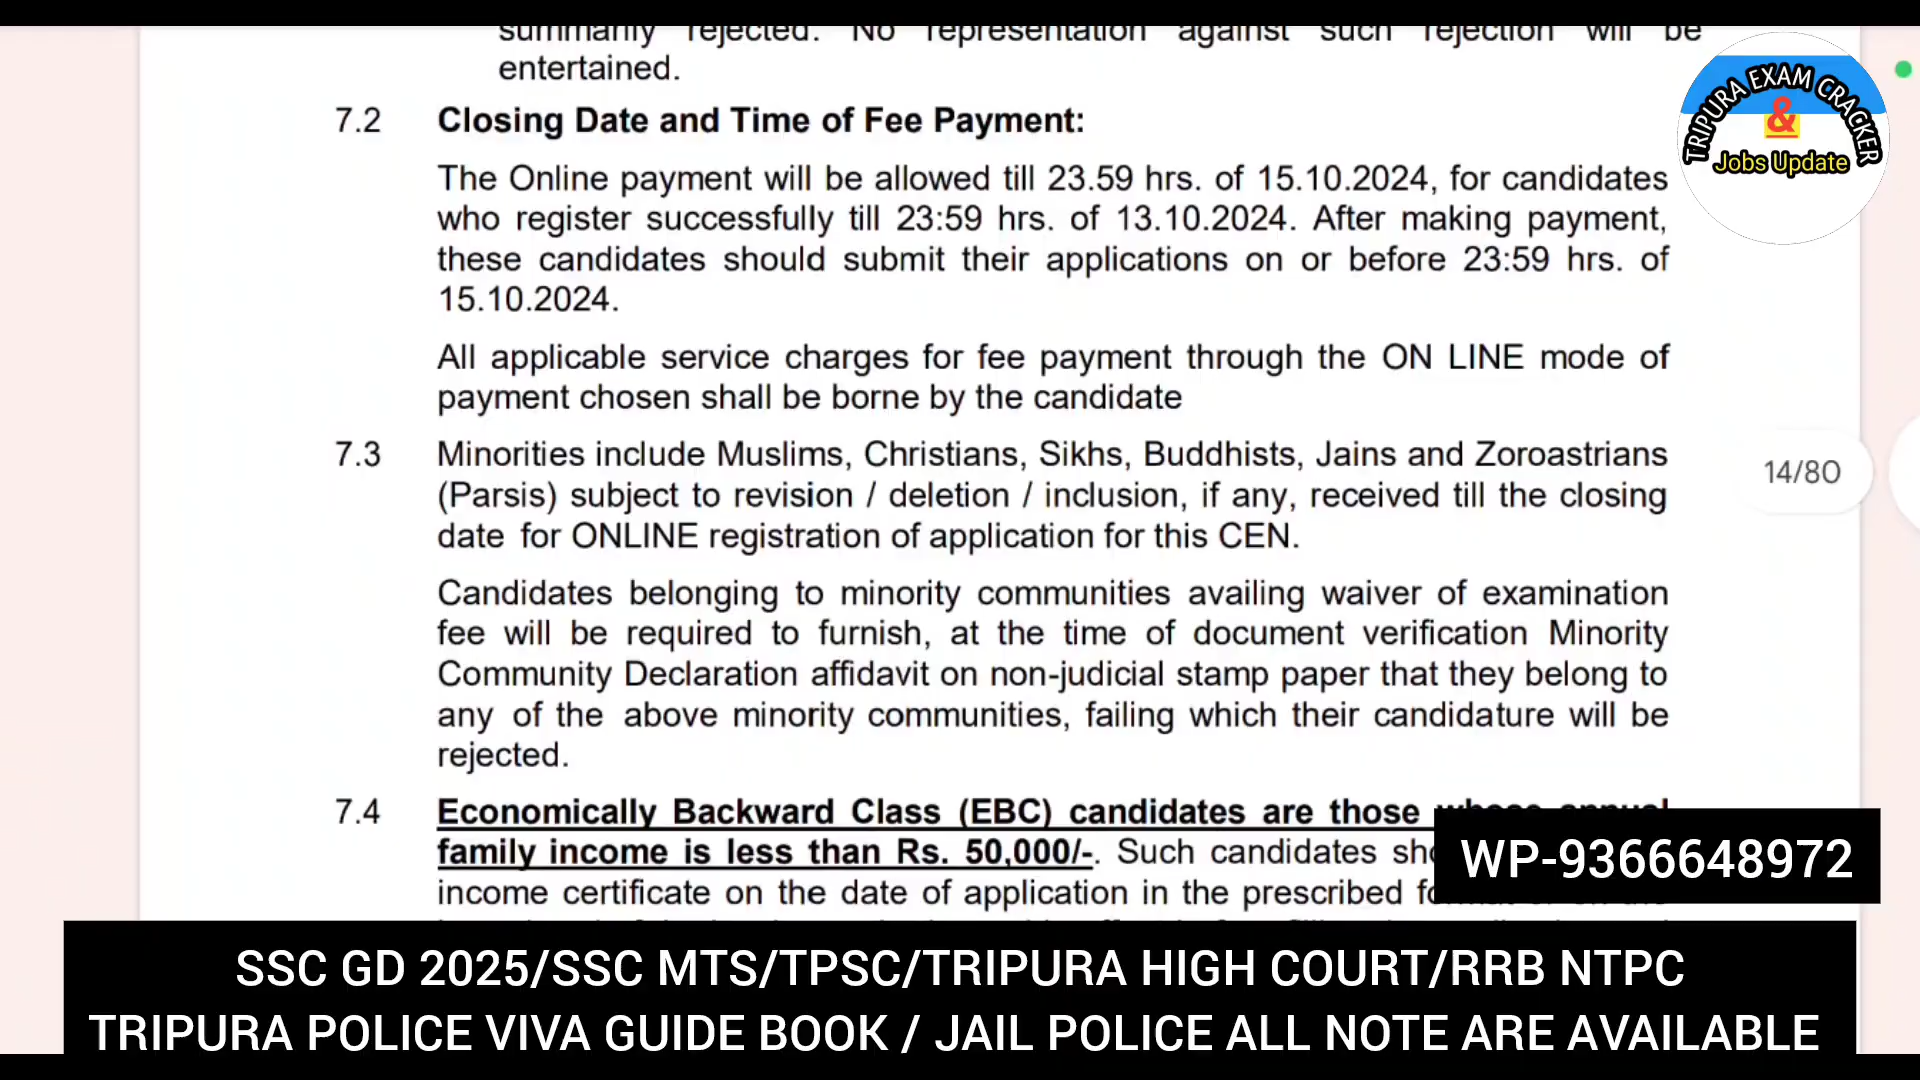 summarily rejected. No representation against such rejection will be
entertained.
7.2 Closing Date and Time of Fee Payment:
The Online payment will be allowed till 23.59 hrs. of 15.10.2024, for candidates
who register successfully till 23:59 hrs. of 13.10.2024. After making payment,
these candidates should submit their applications on or before 23:59 hrs. of
15.10.2024.
All applicable service charges for fee payment through the ON LINE mode of
payment chosen shall be borne by the candidate
7.3 Minorities include Muslims, Christians, Sikhs, Buddhists, Jains and Zoroastrians
(Parsis) subject to revision / deletion / inclusion, if any, received till the closing
date for ONLINE registration of application for this CEN.
Candidates belonging to minority communities availing waiver of examination
fee will be required to furnish, at the time of document verification Minority
Community Declaration affidavit on non-judicial stamp paper that they belong to
any of the above minority communities, failing which their candidature will be
rejected.
7.4 Economically Backward Class (EBC) candidates are those whose annual
family income is less than Rs. 50,000/-. Such candidates
income certificate on the date of application in the prescribed
TRIPURA EXAM CRACKER
&
Jobs Update
14/80
WP-9366648972
SSC GD 2025/SSC MTS/TPSC/TRIPURA HIGH COURT/RRB NTPC
TRIPURA POLICE VIVA GUIDE BOOK / JAIL POLICE ALL NOTE ARE AVAILABLE